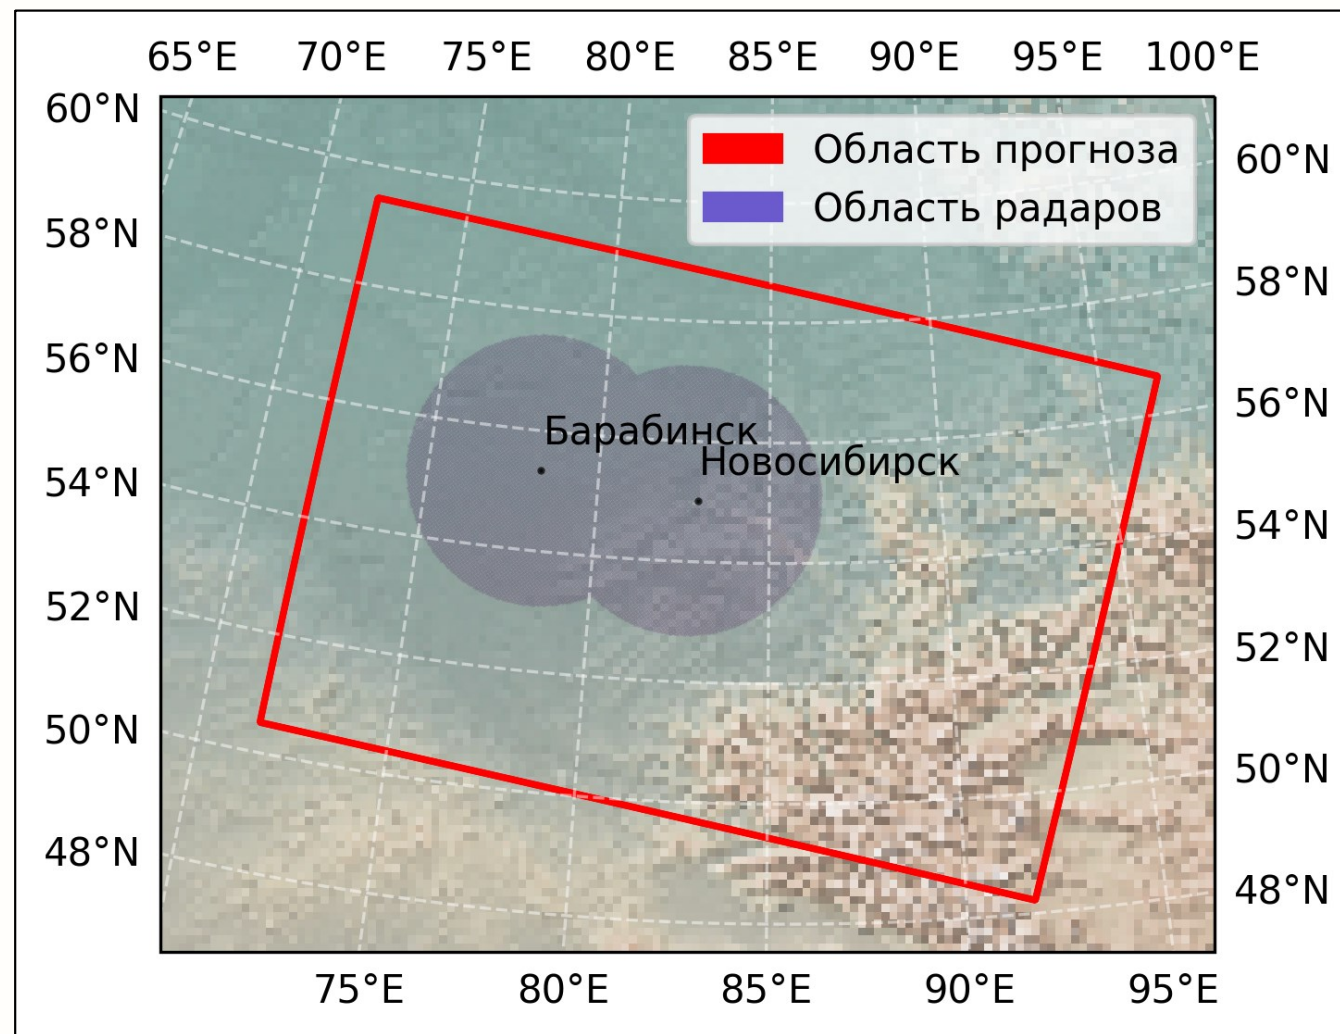 65°E 70°E 75°E 80°E 85°E 90°E 95°E 100°E
60°N
58°N
56°N
54°N
52°N
50°N
48°N
Область прогноза
Область радаров
Барабинск
Новосибирск
60°N
58°N
56°N
54°N
52°N
50°N
48°N
75°E 80°E 85°E 90°E 95°E